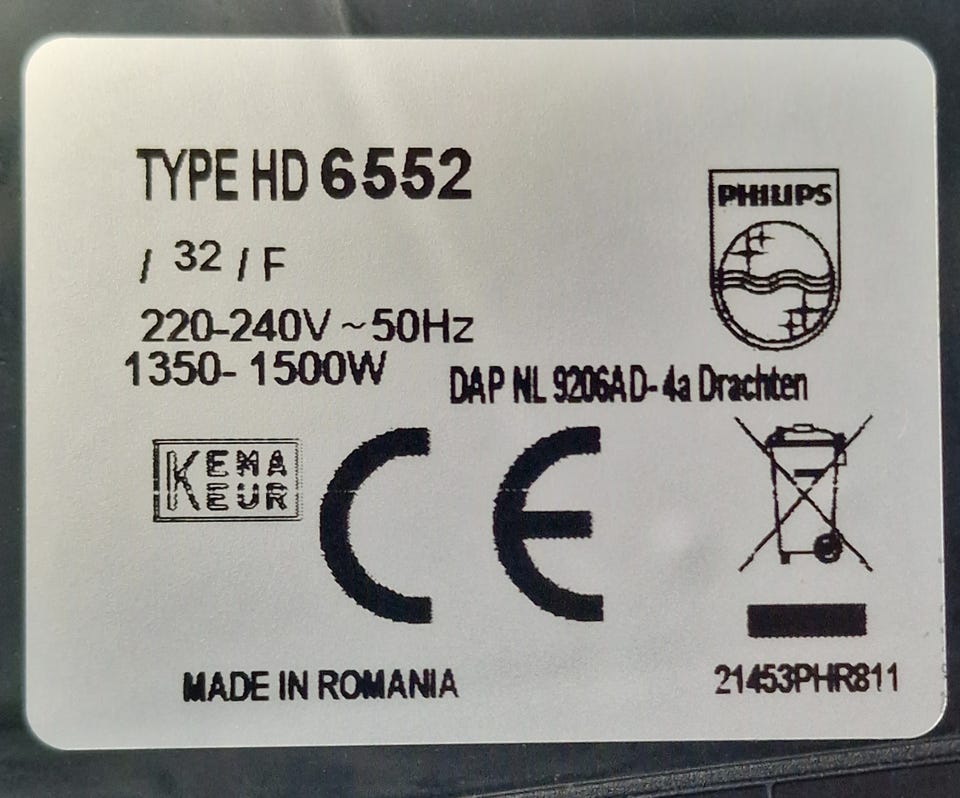 TYPE HD 6552
/ 32 / F
PHILIPS
220-240V ~ 50Hz
1350- 1500W
DAP NL 9206AD- 4a Drachten
KEMA
KEUR
CE
MADE IN ROMANIA
21453PHR811